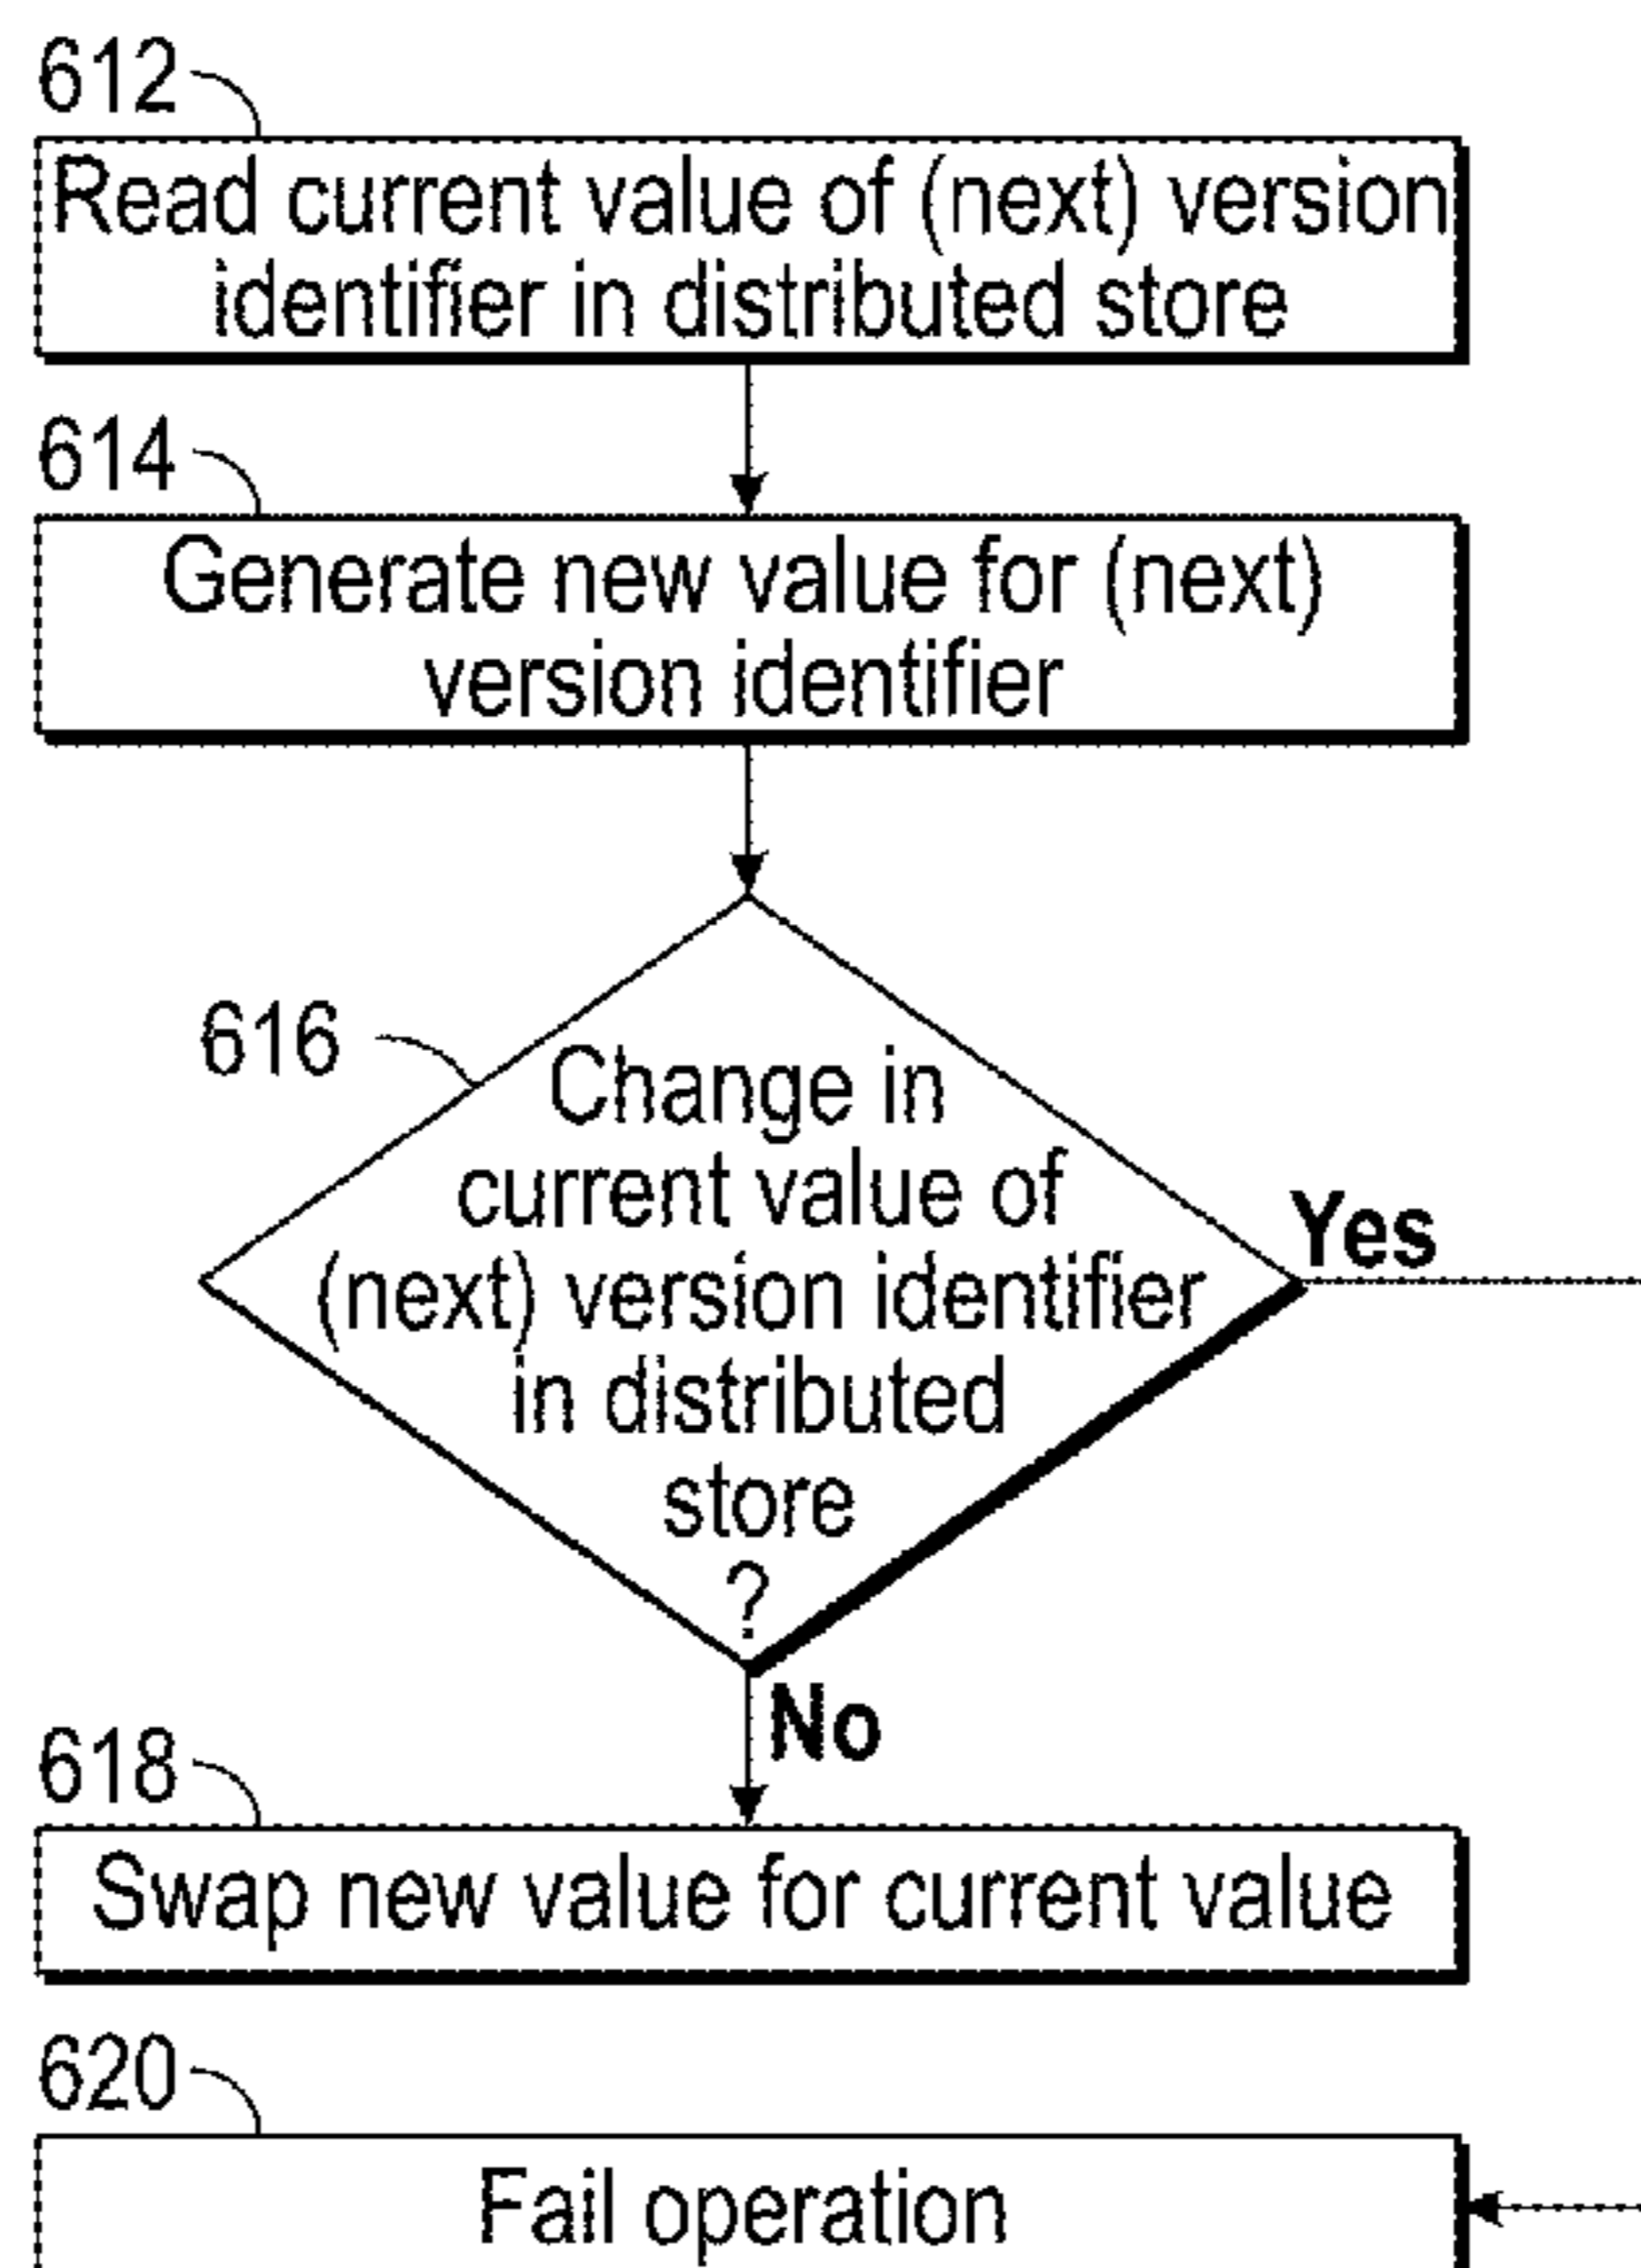 612
Read current value of (next) version
identifier in distributed store
614
Generate new value for (next)
version identifier
616
Change in
current value of
(next) version identifier
in distributed
store
?
Yes
No
618
Swap new value for current value
620
Fail operation